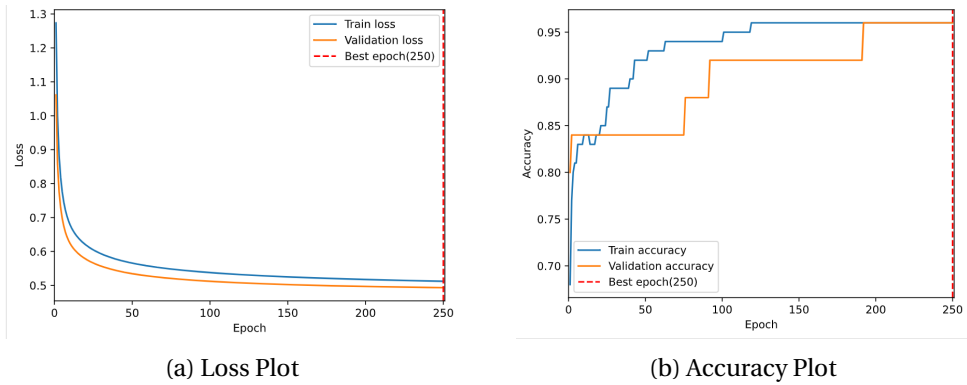 1.3
1.2
1.1
1.0
0.9
0.8
0.7
0.6
0.5
Loss
0
50
100
150
200
250
Epoch
Train loss
Validation loss
Best epoch(250)
(a) Loss Plot
0.95
0.90
0.85
0.80
0.75
0.70
Accuracy
0
50
100
150
200
250
Epoch
Train accuracy
Validation accuracy
Best epoch(250)
(b) Accuracy Plot